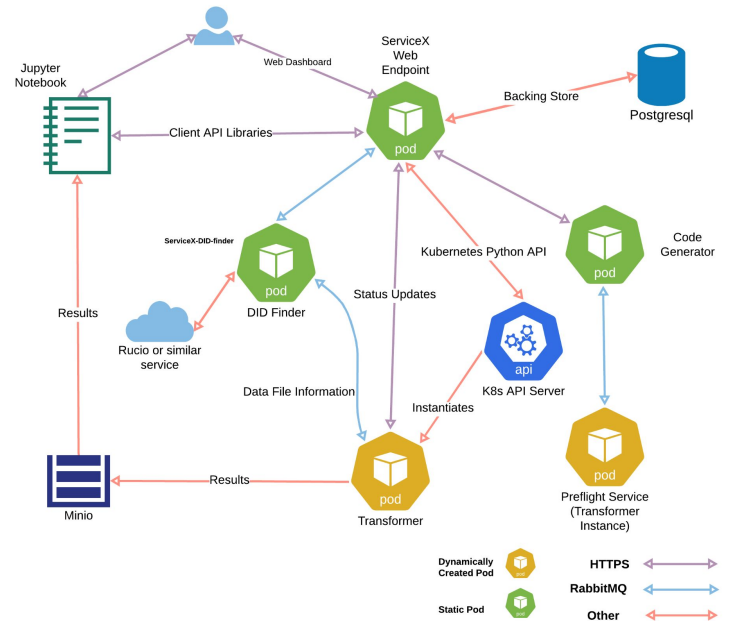 ServiceX
Web
Endpoint
Jupyter
Notebook
Web Dashboard
Backing Store
Postgresql
Client API Libraries
pod
ServiceX-DID-finder
Kubernetes Python API
Code
Generator
pod
pod
DID Finder
Status Updates
Results
Rucio or similar
service
api
K8s API Server
Data File Information
Instantiates
pod
pod
Results
Minio
Transformer
Preflight Service
(Transformer
Instance)
Dynamically
Created Pod
pod
HTTPS
RabbitMQ
Static Pod
pod
Other